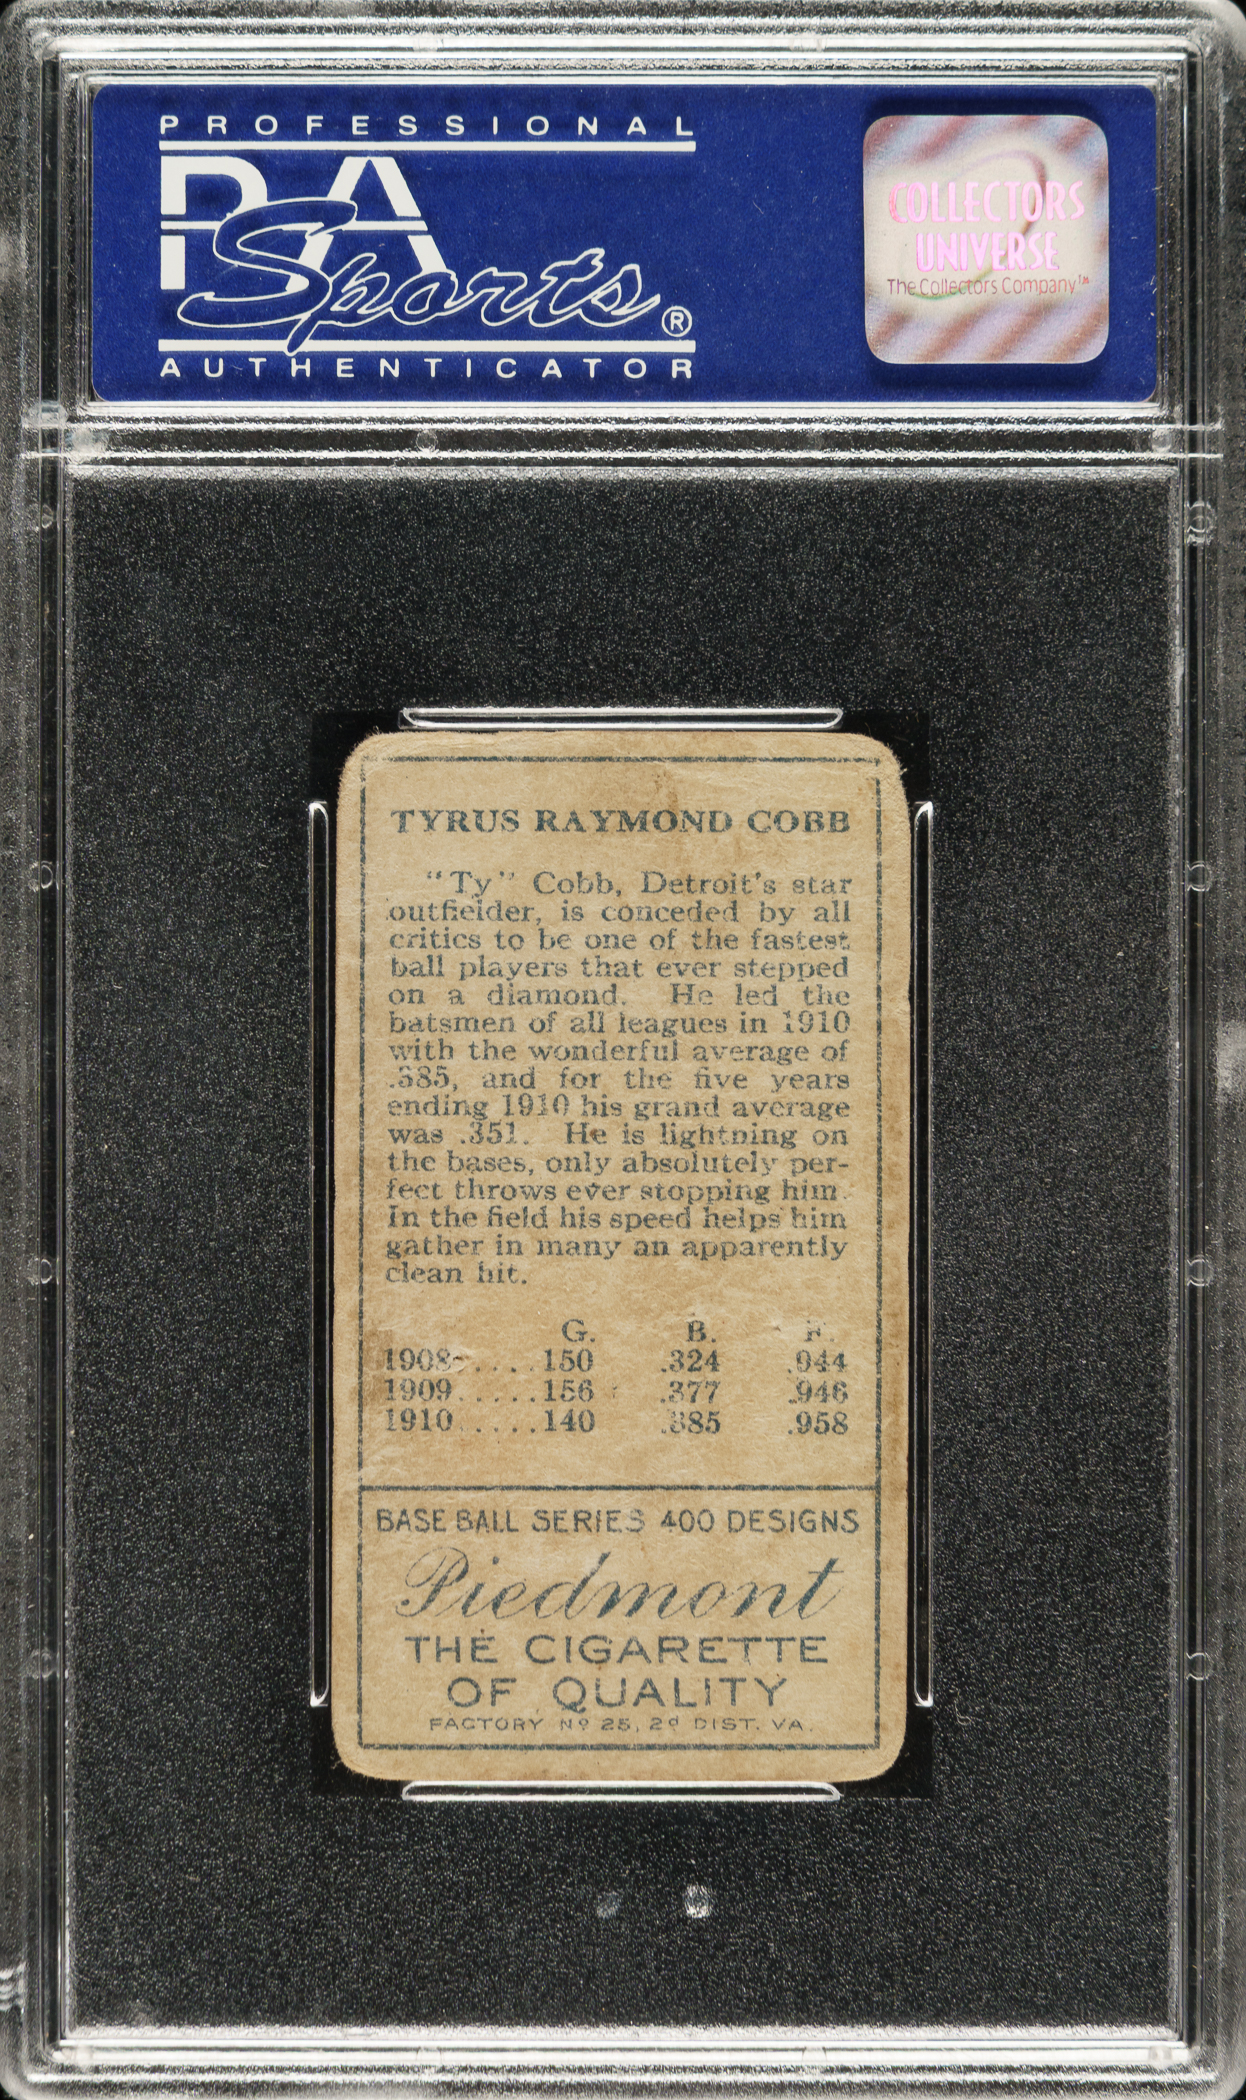 PROFESSIONAL
PSA
Sports®
AUTHENTICATOR
COLLECTORS
UNIVERSE
The Collectors Company™
TYRUS RAYMOND COBB
"Ty" Cobb, Detroit's star
outfielder, is conceded by all
critics to be one of the fastest
ball players that ever stepped
on a diamond. He led the
batsmen of all leagues in 1910
with the wonderful average of
.385, and for the five years
ending 1910 his grand average
was .351. He is lightning on
the bases, only absolutely per-
fect throws ever stopping him.
In the field his speed helps him
gather in many an apparently
clean hit.
G. B. F.
1908.....150 .324 .944
1909.....156 .377 .946
1910.....140 .385 .958
BASE BALL SERIES 400 DESIGNS
Piedmont
THE CIGARETTE
OF QUALITY
FACTORY Nº 25, 2d DIST. VA.